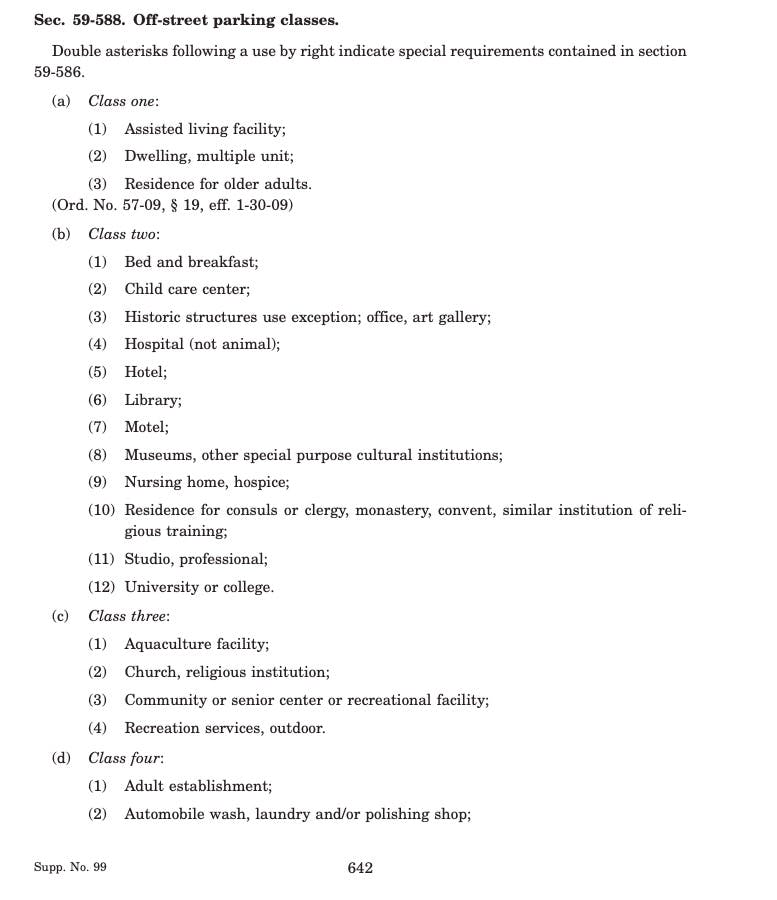 Sec. 59-588. Off-street parking classes.
Double asterisks following a use by right indicate special requirements contained in section
59-586.
(a) Class one:
(1) Assisted living facility;
(2) Dwelling, multiple unit;
(3) Residence for older adults.
(Ord. No. 57-09, § 19, eff. 1-30-09)
(b) Class two:
(1) Bed and breakfast;
(2) Child care center;
(3) Historic structures use exception; office, art gallery;
(4) Hospital (not animal);
(5) Hotel;
(6) Library;
(7) Motel;
(8) Museums, other special purpose cultural institutions;
(9) Nursing home, hospice;
(10) Residence for consuls or clergy, monastery, convent, similar institution of reli-
gious training;
(11) Studio, professional;
(12) University or college.
(c) Class three:
(1) Aquaculture facility;
(2) Church, religious institution;
(3) Community or senior center or recreational facility;
(4) Recreation services, outdoor.
(d) Class four:
(1) Adult establishment;
(2) Automobile wash, laundry and/or polishing shop;
Supp. No. 99 642